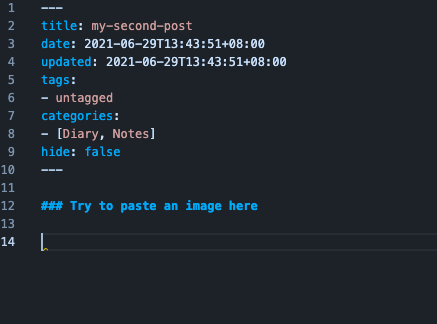 1 ---
2 title: my-second-post
3 date: 2021-06-29T13:43:51+08:00
4 updated: 2021-06-29T13:43:51+08:00
5 tags:
6 - untagged
7 categories:
8 - [Diary, Notes]
9 hide: false
10 ---
11
12 ### Try to paste an image here
13
14